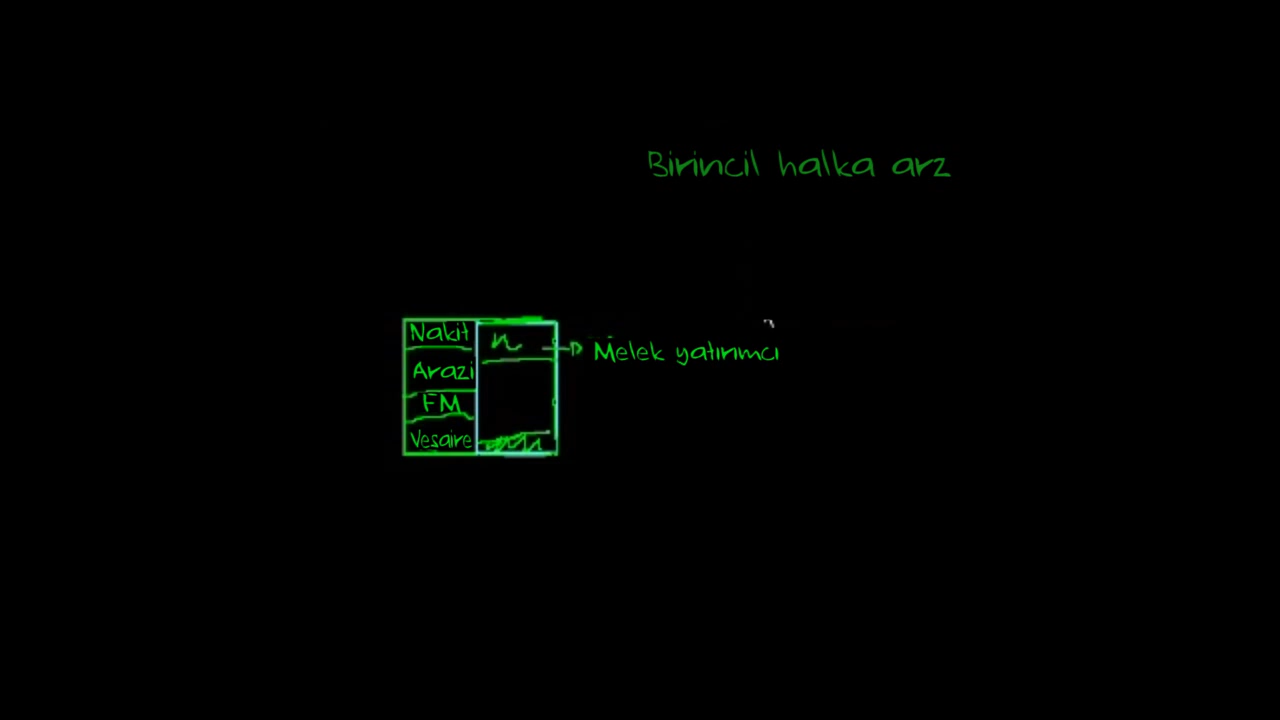 Birincil halka arz
Nakit
Melek yatırımcı
Arazi
FM
Vesaire